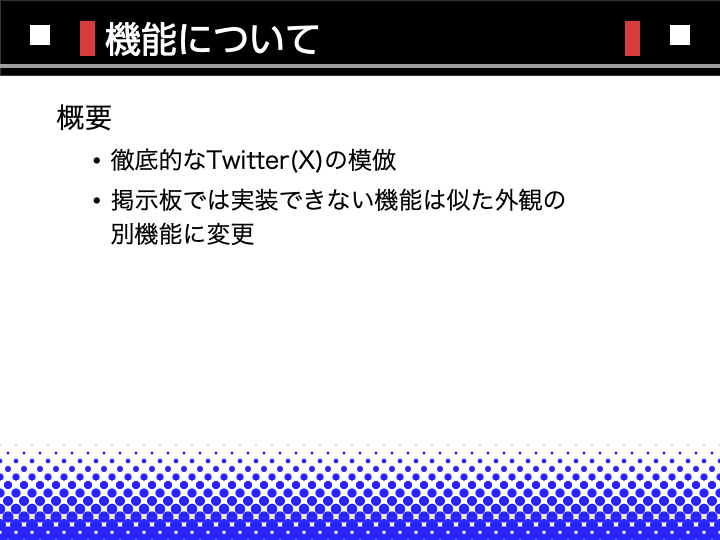 機能について
概要
• 徹底的なTwitter(X)の模倣
• 掲示板では実装できない機能は似た外観の
別機能に変更